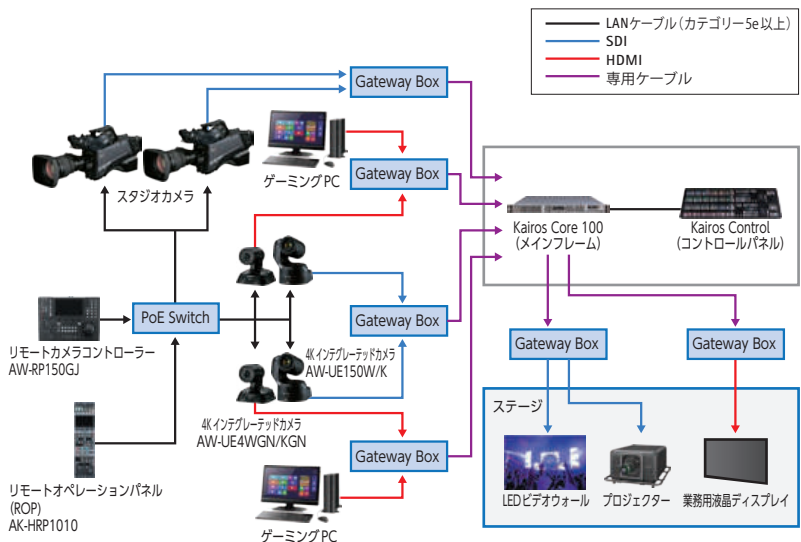 LANケーブル（カテゴリー5e以上）
SDI
HDMI
専用ケーブル
Gateway Box
スタジオカメラ
ゲーミングPC
Gateway Box
Kairos Core 100
（メインフレーム）
Kairos Control
（コントロールパネル）
リモートカメラコントローラー
AW-RP150GJ
PoE Switch
Gateway Box
4Kインテグレーテッドカメラ
AW-UE150W/K
4Kインテグレーテッドカメラ
AW-UE4WGN/KGN
Gateway Box
Gateway Box
リモートオペレーションパネル
(ROP)
AK-HRP1010
Gateway Box
ゲーミングPC
ステージ
LEDビデオウォール
プロジェクター
業務用液晶ディスプレイ